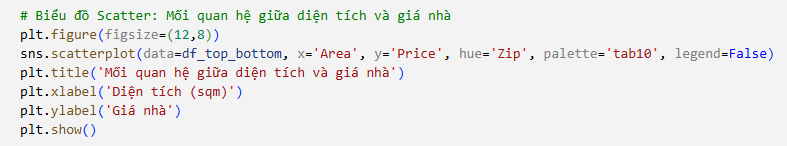 # Biểu đồ Scatter: Mối quan hệ giữa diện tích và giá nhà
plt.figure(figsize=(12,8))
sns.scatterplot(data=df_top_bottom, x='Area', y='Price', hue='Zip', palette='tab10', legend=False)
plt.title('Mối quan hệ giữa diện tích và giá nhà')
plt.xlabel('Diện tích (sqm)')
plt.ylabel('Giá nhà')
plt.show()